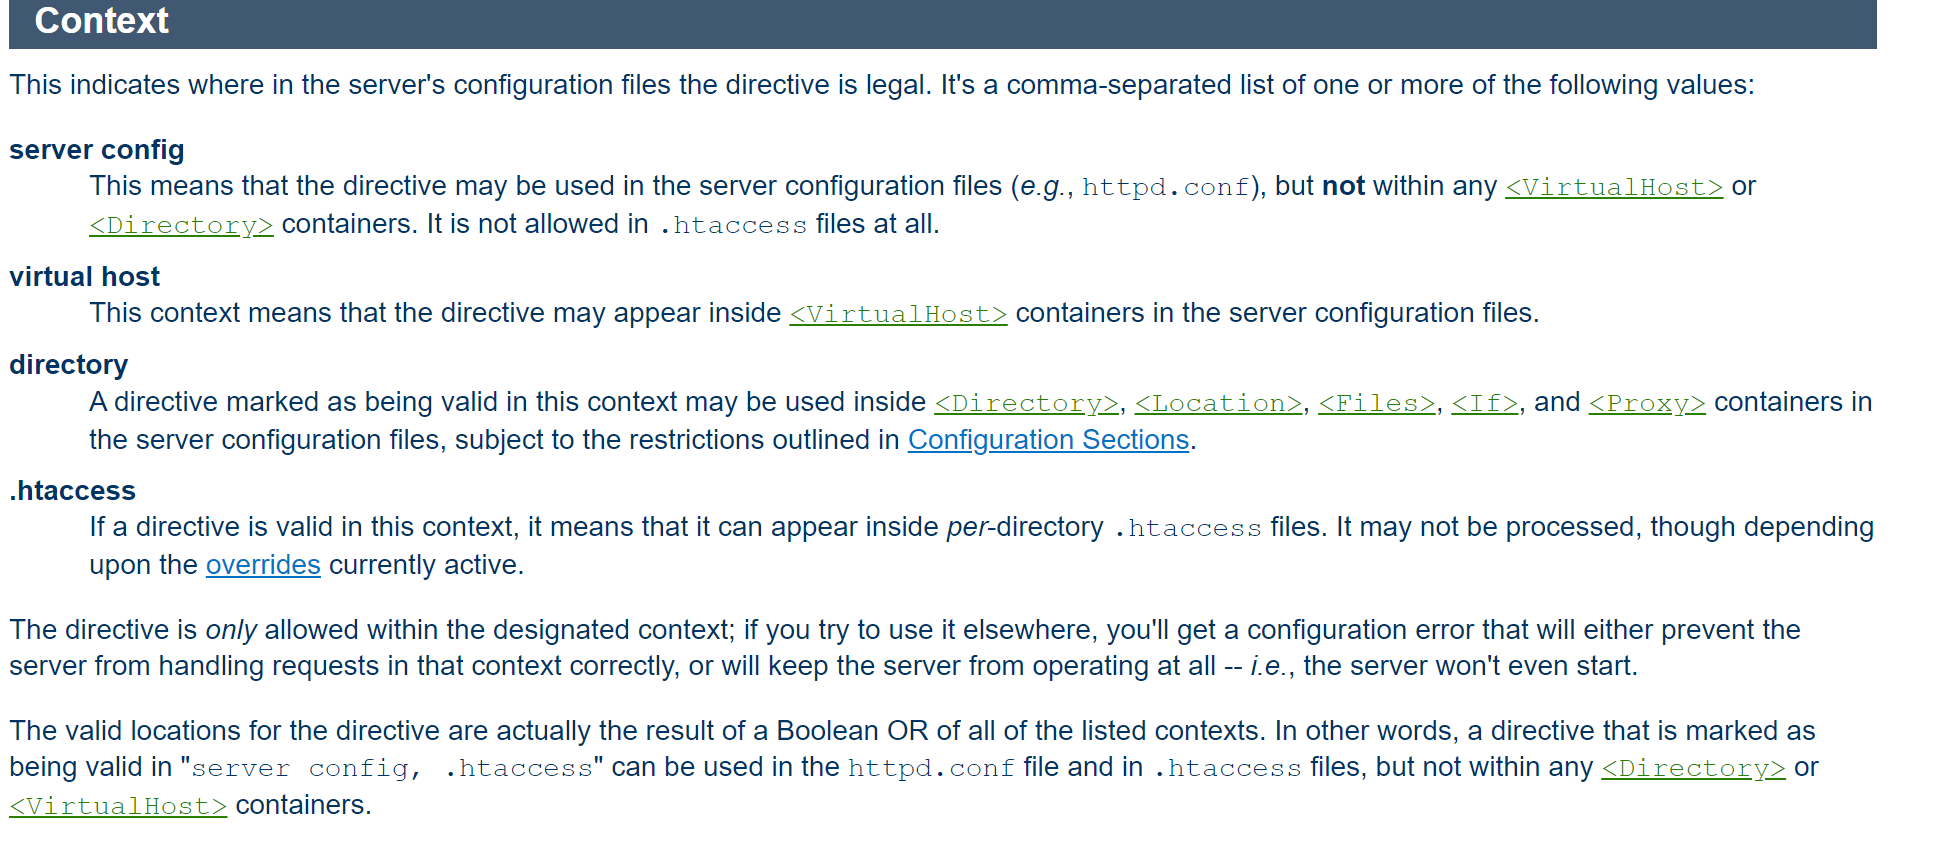 Context
This indicates where in the server's configuration files the directive is legal. It's a comma-separated list of one or more of the following values:
server config
This means that the directive may be used in the server configuration files (e.g., httpd.conf), but not within any <VirtualHost> or
<Directory> containers. It is not allowed in .htaccess files at all.
virtual host
This context means that the directive may appear inside <VirtualHost> containers in the server configuration files.
directory
A directive marked as being valid in this context may be used inside <Directory>, <Location>, <Files>, <If>, and <Proxy> containers in
the server configuration files, subject to the restrictions outlined in Configuration Sections.
.htaccess
If a directive is valid in this context, it means that it can appear inside per-directory .htaccess files. It may not be processed, though depending
upon the overrides currently active.
The directive is only allowed within the designated context; if you try to use it elsewhere, you'll get a configuration error that will either prevent the
server from handling requests in that context correctly, or will keep the server from operating at all -- i.e., the server won't even start.
The valid locations for the directive are actually the result of a Boolean OR of all of the listed contexts. In other words, a directive that is marked as
being valid in "server config, .htaccess" can be used in the httpd.conf file and in .htaccess files, but not within any <Directory> or
<VirtualHost> containers.